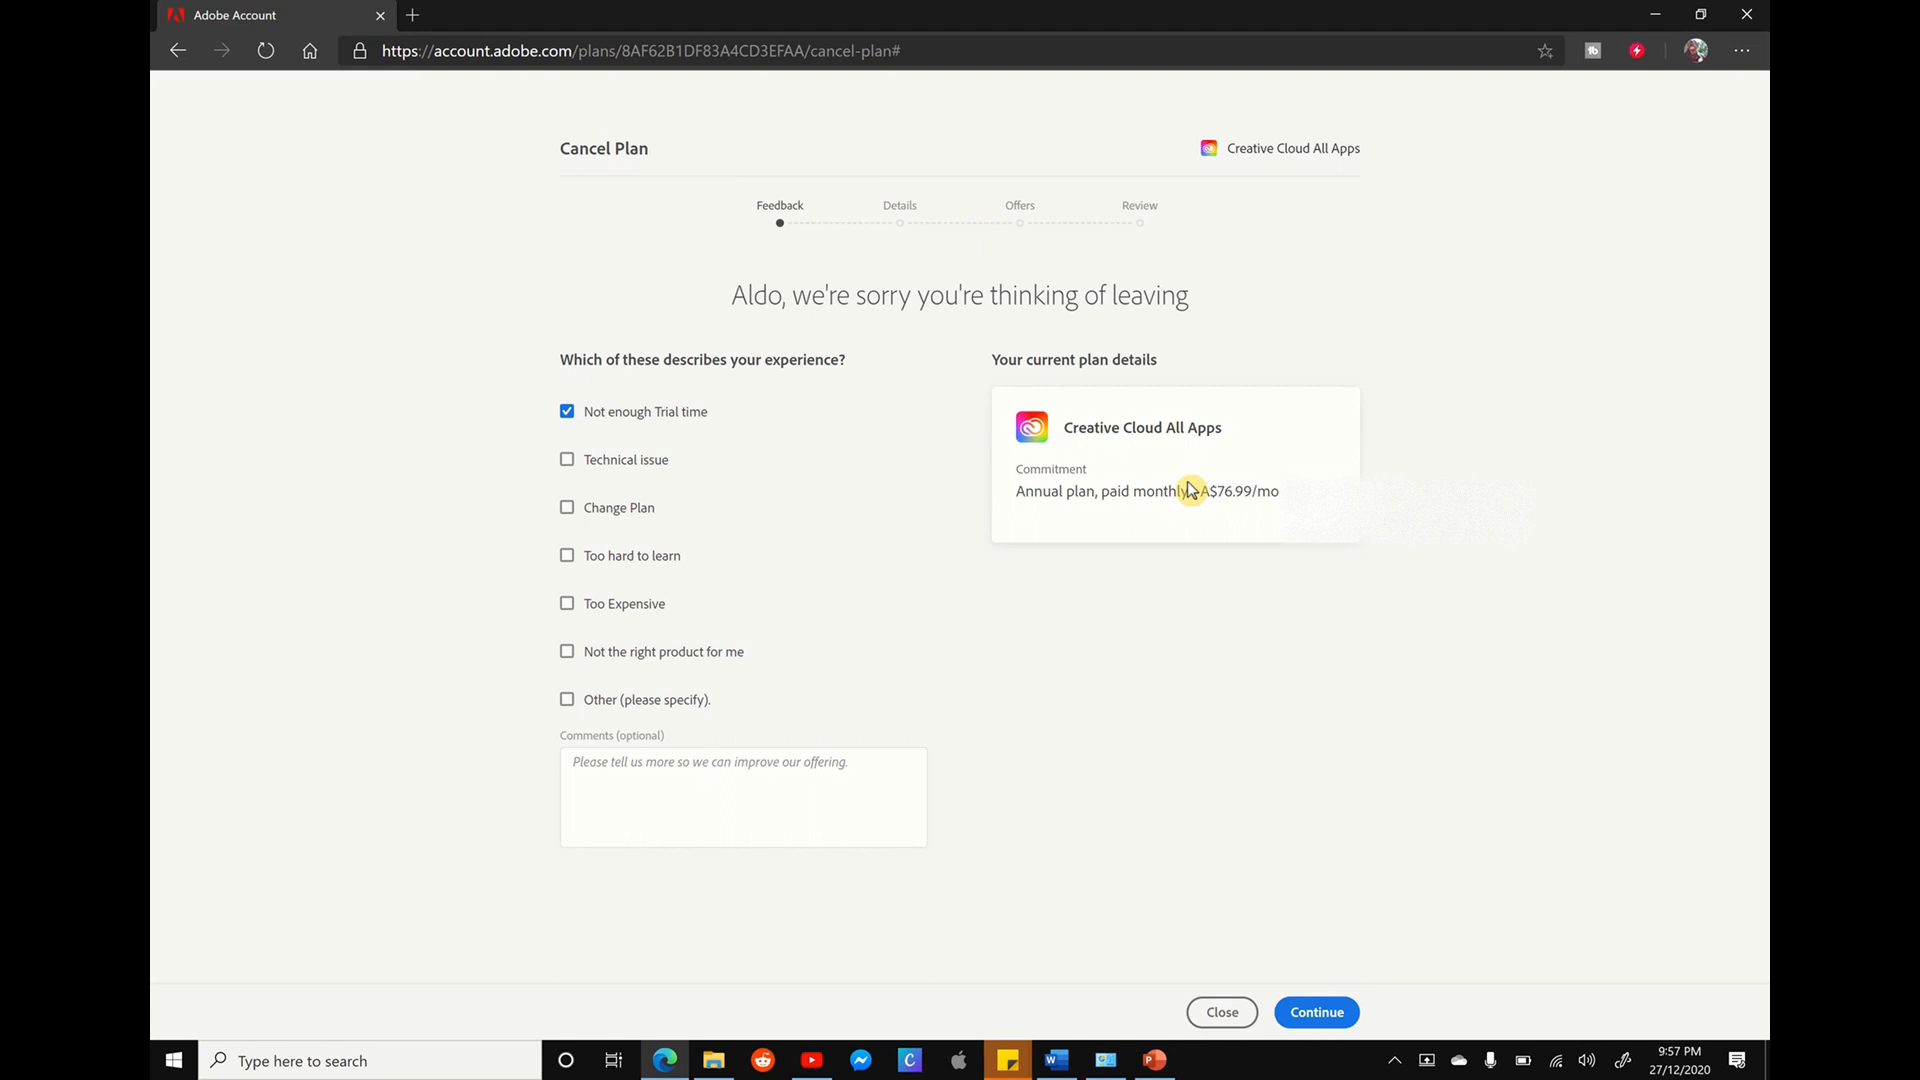 Adobe Account
https://account.adobe.com/plans/8AF62B1DF83A4CD3EFAA/cancel-plan#
Cancel Plan
Creative Cloud All Apps
Feedback
Details
Offers
Review
Aldo, we're sorry you're thinking of leaving
Which of these describes your experience?
Your current plan details
Not enough Trial time
Technical issue
Change Plan
Too hard to learn
Too Expensive
Not the right product for me
Other (please specify).
Creative Cloud All Apps
Commitment
Annual plan, paid monthly A$76.99/mo
Comments (optional)
Please tell us more so we can improve our offering.
Close
Continue
Type here to search
9:57 PM
27/12/2020